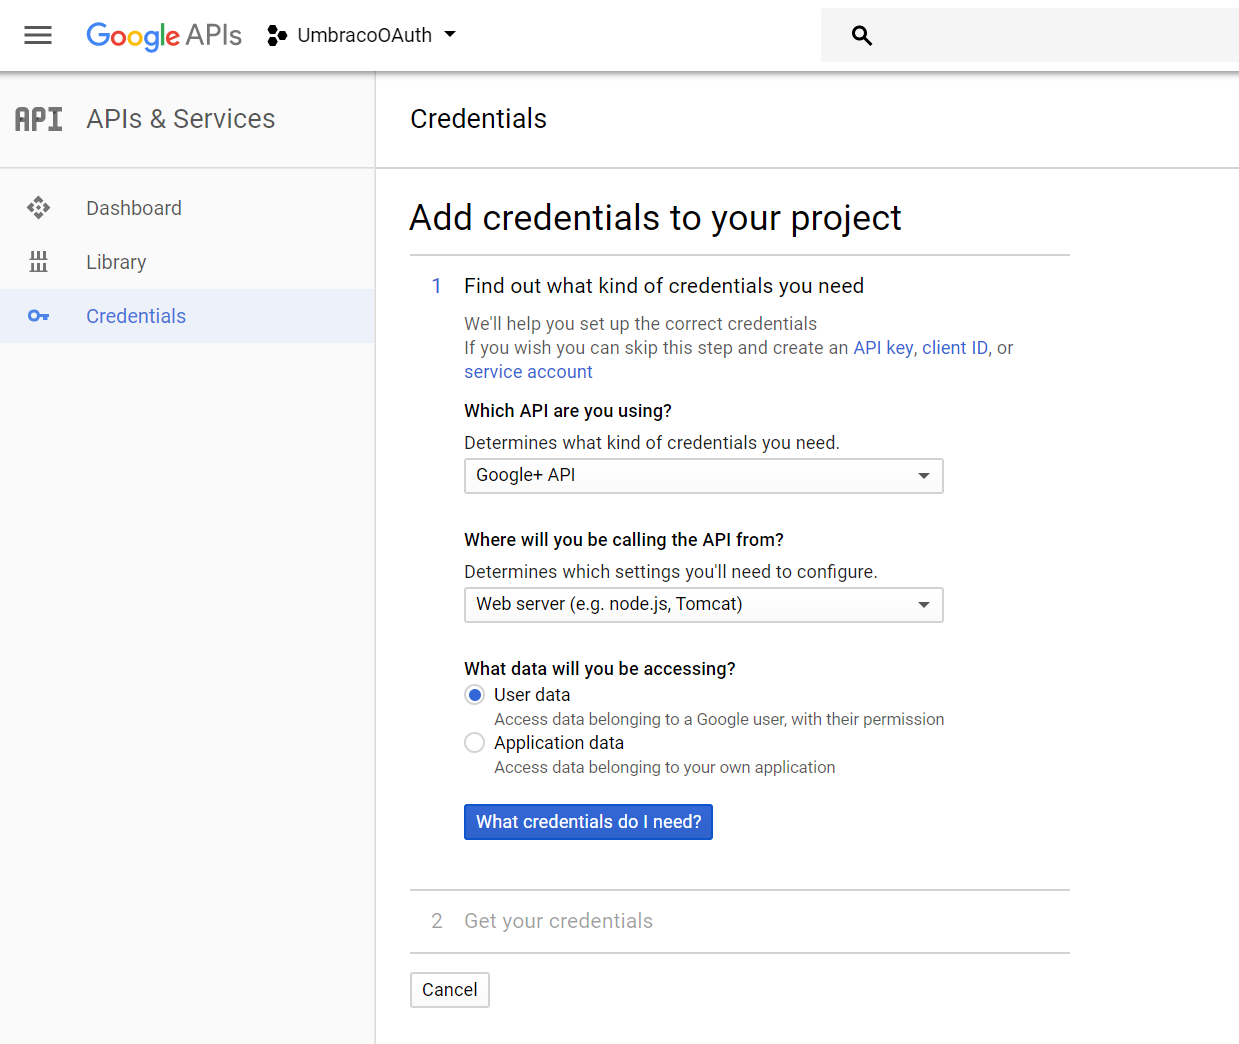 Google APIs UmbracoOAuth
API APIs & Services
Dashboard
Library
Credentials
Credentials
Add credentials to your project
1 Find out what kind of credentials you need
We'll help you set up the correct credentials
If you wish you can skip this step and create an API key, client ID, or
service account
Which API are you using?
Determines what kind of credentials you need.
Google+ API
Where will you be calling the API from?
Determines which settings you'll need to configure.
Web server (e.g. node.js, Tomcat)
What data will you be accessing?
User data
Access data belonging to a Google user, with their permission
Application data
Access data belonging to your own application
What credentials do I need?
2 Get your credentials
Cancel